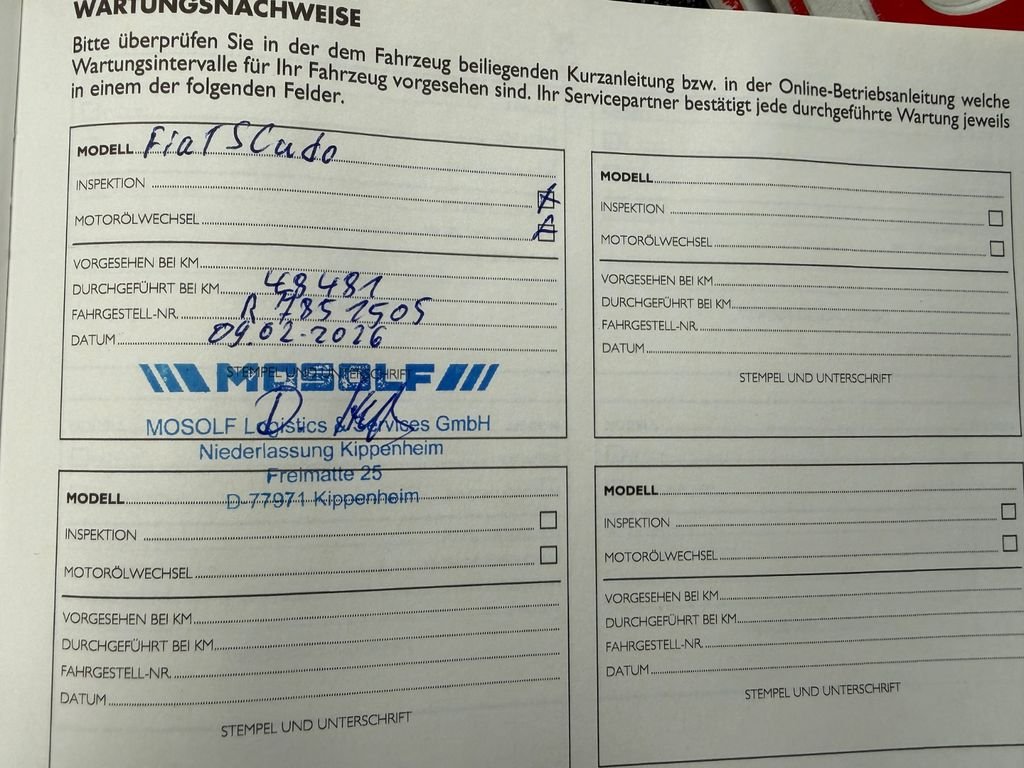 WARTUNGSNACHWEISE
Bitte überprüfen Sie in der dem Fahrzeug beiliegenden Kurzanleitung bzw. in der Online-Betriebsanleitung welche
Wartungsintervalle für Ihr Fahrzeug vorgesehen sind. Ihr Servicepartner bestätigt jede durchgeführte Wartung jeweils
in einem der folgenden Felder.
MODELL FiaT SCudo
INSPEKTION
MOTORÖLWECHSEL
VORGESEHEN BEI KM
DURCHGEFÜHRT BEI KM 48481
FAHRGESTELL-NR. R 7851505
DATUM 09.02.2026
STEMPEL UND UNTERSCHRIFT
MOSOLF
MOSOLF Logistics & Services GmbH
Niederlassung Kippenheim
Freimatte 25
D-77971 Kippenheim
MODELL
INSPEKTION
MOTORÖLWECHSEL
VORGESEHEN BEI KM
DURCHGEFÜHRT BEI KM
FAHRGESTELL-NR.
DATUM
STEMPEL UND UNTERSCHRIFT
MODELL
INSPEKTION
MOTORÖLWECHSEL
VORGESEHEN BEI KM
DURCHGEFÜHRT BEI KM
FAHRGESTELL-NR.
DATUM
STEMPEL UND UNTERSCHRIFT
MODELL
INSPEKTION
MOTORÖLWECHSEL
VORGESEHEN BEI KM
DURCHGEFÜHRT BEI KM
FAHRGESTELL-NR.
DATUM
STEMPEL UND UNTERSCHRIFT